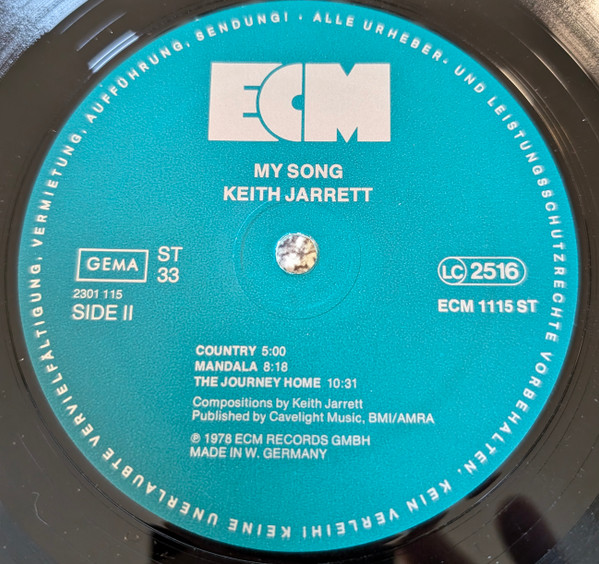 ALLE URHEBER- UND LEISTUNGSSCHUTZRECHTE VORBEHALTEN. KEIN VERLEIH! KEINE UNERLAUBTE VERVIELFÄLTIGUNG, VERMIETUNG, AUFFÜHRUNG, SENDUNG! ·
ECM
MY SONG
KEITH JARRETT
GEMA
ST
33
2301 115
SIDE II
LC 2516
ECM 1115 ST
COUNTRY 5:00
MANDALA 8:18
THE JOURNEY HOME 10:31
Compositions by Keith Jarrett
Published by Cavelight Music, BMI/AMRA
℗ 1978 ECM RECORDS GMBH
MADE IN W. GERMANY